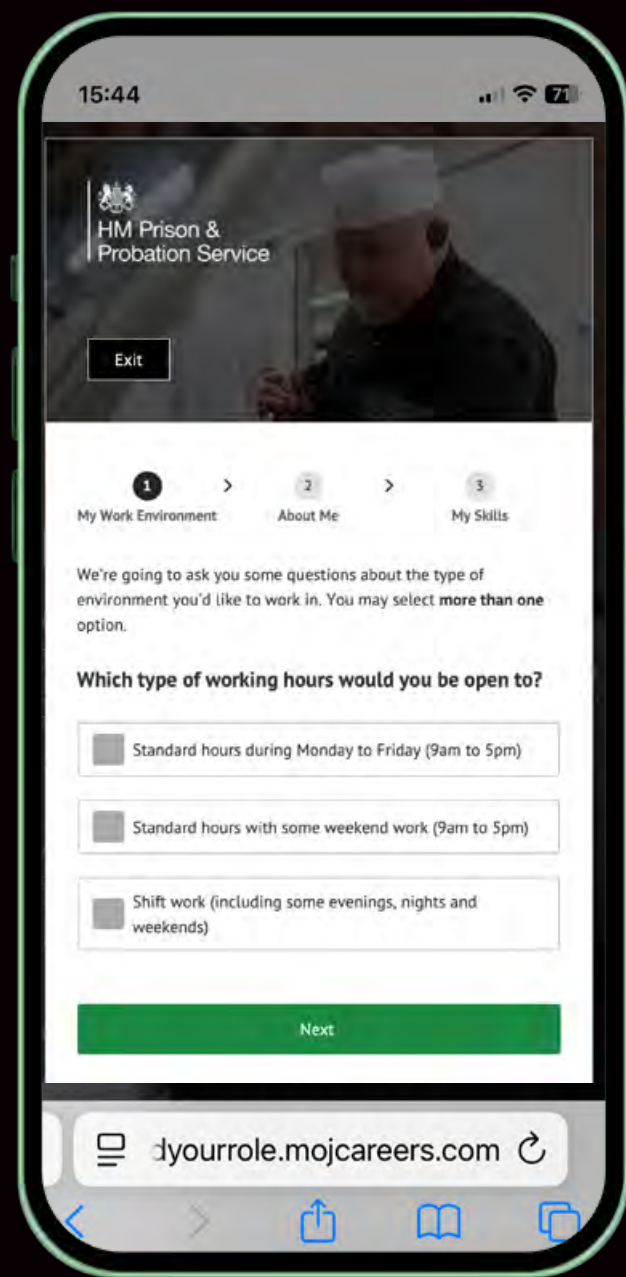 15:44
71
HM Prison &
Probation Service
Exit
1 > 2 > 3
My Work Environment About Me My Skills
We're going to ask you some questions about the type of
environment you'd like to work in. You may select more than one
option.
Which type of working hours would you be open to?
Standard hours during Monday to Friday (9am to 5pm)
Standard hours with some weekend work (9am to 5pm)
Shift work (including some evenings, nights and
weekends)
Next
dyourrole.mojcareers.com